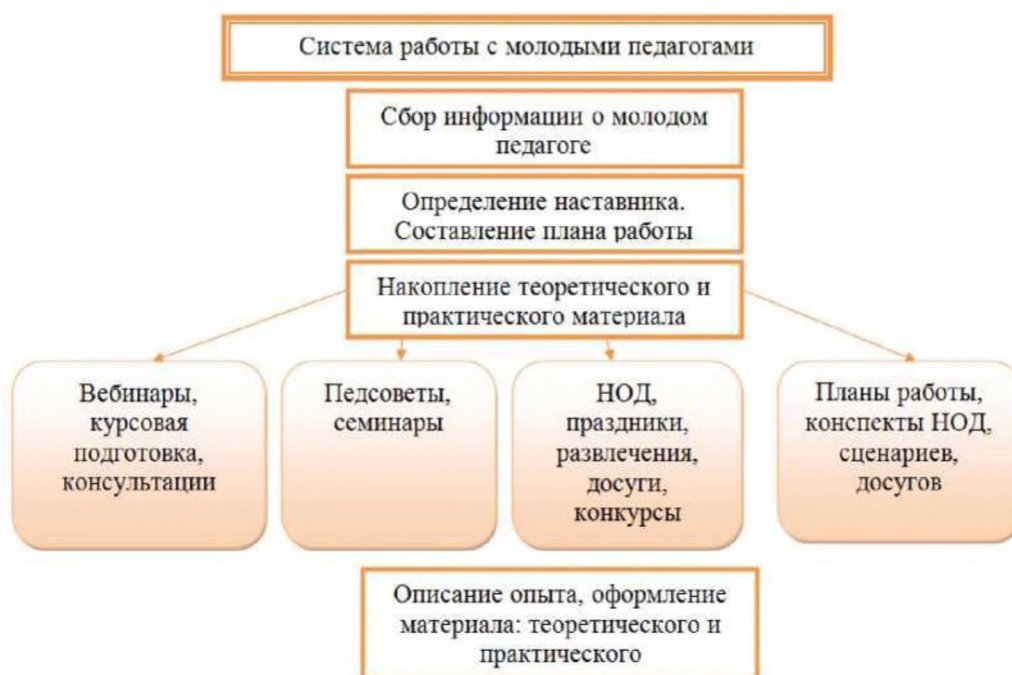 Система работы с молодыми педагогами
Сбор информации о молодом
педагоге
Определение наставника.
Составление плана работы
Накопление теоретического и
практического материала
Вебинары,
курсовая
подготовка,
консультации
Педсоветы,
семинары
НОД,
праздники,
развлечения,
досуги,
конкурсы
Планы работы,
конспекты НОД,
сценариев,
досугов
Описание опыта, оформление
материала: теоретического и
практического